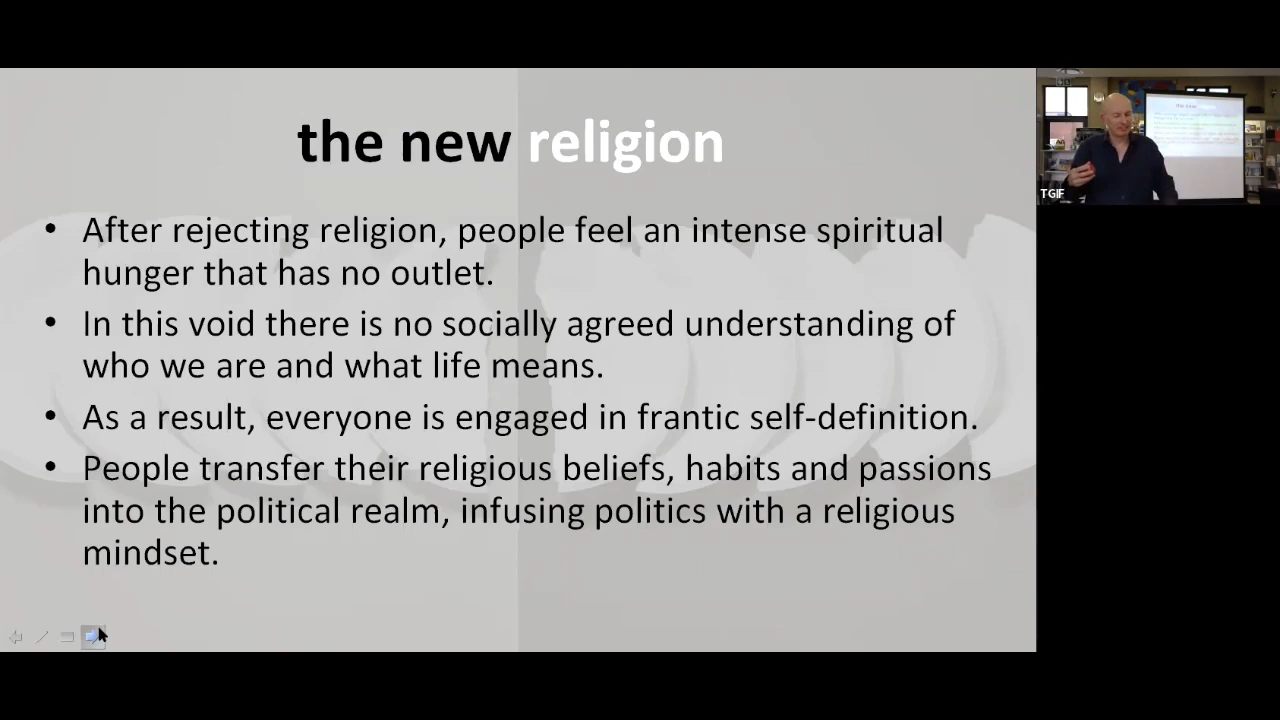 the new religion
• After rejecting religion, people feel an intense spiritual
hunger that has no outlet.
• In this void there is no socially agreed understanding of
who we are and what life means.
• As a result, everyone is engaged in frantic self-definition.
• People transfer their religious beliefs, habits and passions
into the political realm, infusing politics with a religious
mindset.
TGIF
the new religion